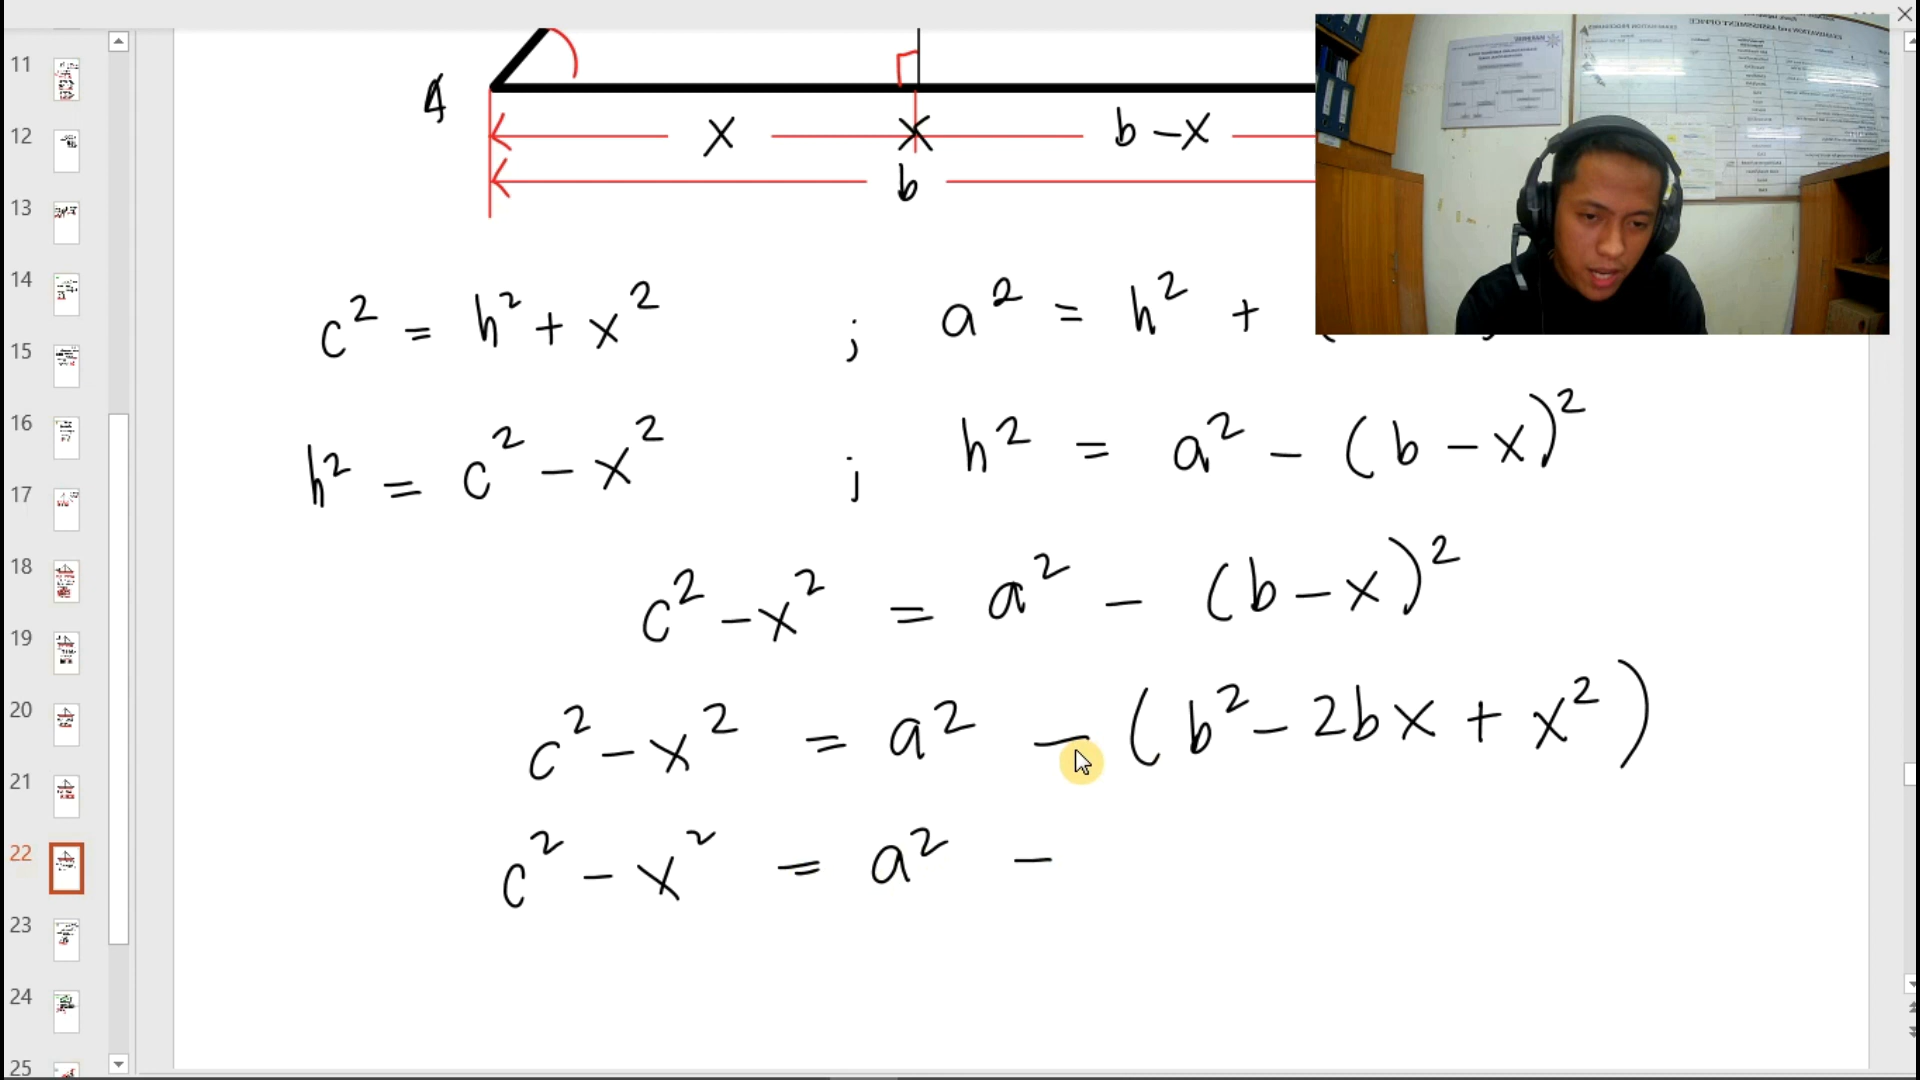 11
12
13
14
15
16
17
18
19
20
21
22
23
24
25
A
x
b - x
b
c² = h² + x² ; a² = h² +
h² = c² - x² ; h² = a² - (b - x)²
c² - x² = a² - (b - x)²
c² - x² = a² - (b² - 2bx + x²)
c² - x² = a² -